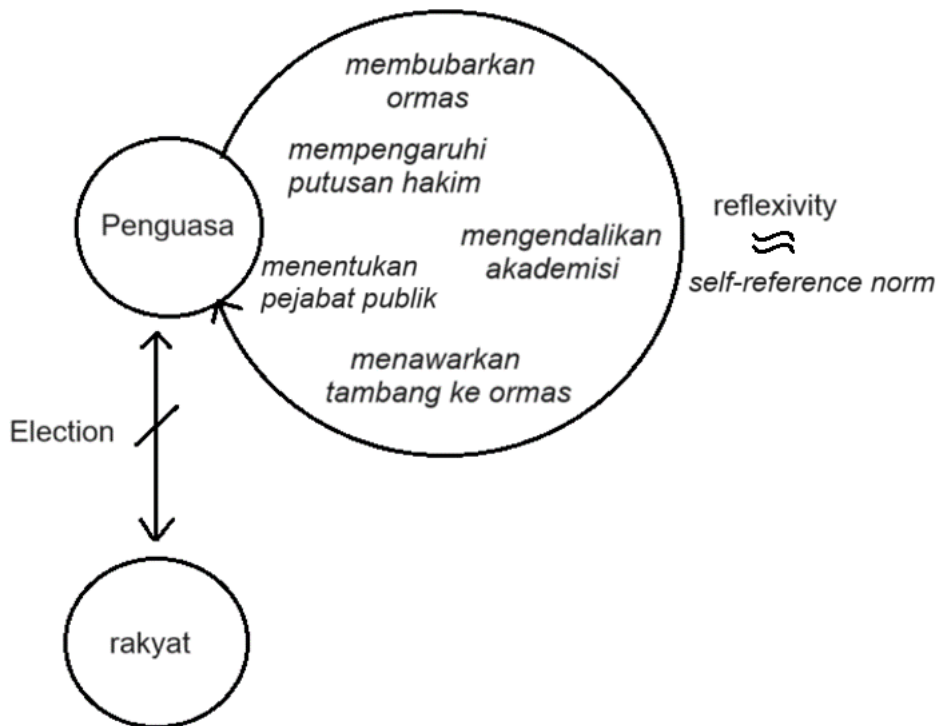 membubarkan
ormas
mempengaruhi
putusan hakim
Penguasa
mengendalikan
akademisi
reflexivity
self-reference norm
menentukan
pejabat publik
menawarkan
tambang ke ormas
Election
rakyat